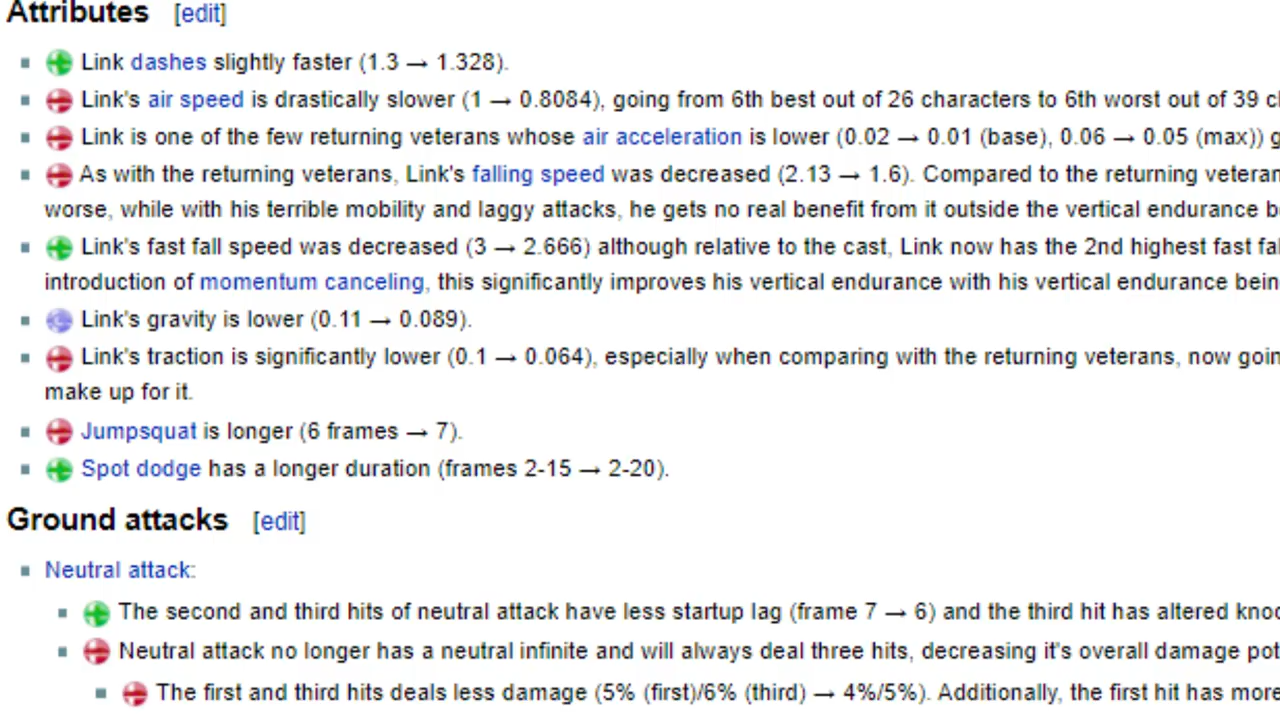 Attributes [edit]
Link dashes slightly faster (1.3 → 1.328).
Link's air speed is drastically slower (1 → 0.8084), going from 6th best out of 26 characters to 6th worst out of 39
Link is one of the few returning veterans whose air acceleration is lower (0.02 → 0.01 (base), 0.06 → 0.05 (max))
As with the returning veterans, Link's falling speed was decreased (2.13 → 1.6). Compared to the returning
worse, while with his terrible mobility and laggy attacks, he gets no real benefit from it outside the vertical endurance
Link's fast fall speed was decreased (3 → 2.666) although relative to the cast, Link now has the 2nd highest fast
introduction of momentum canceling, this significantly improves his vertical endurance with his vertical endurance
Link's gravity is lower (0.11 → 0.089).
Link's traction is significantly lower (0.1 → 0.064), especially when comparing with the returning veterans, now
make up for it.
Jumpsquat is longer (6 frames → 7).
Spot dodge has a longer duration (frames 2-15 → 2-20).
Ground attacks [edit]
Neutral attack:
The second and third hits of neutral attack have less startup lag (frame 7 → 6) and the third hit has altered
Neutral attack no longer has a neutral infinite and will always deal three hits, decreasing it's overall damage
The first and third hits deals less damage (5% (first)/6% (third) → 4%/5%). Additionally, the first hit has more